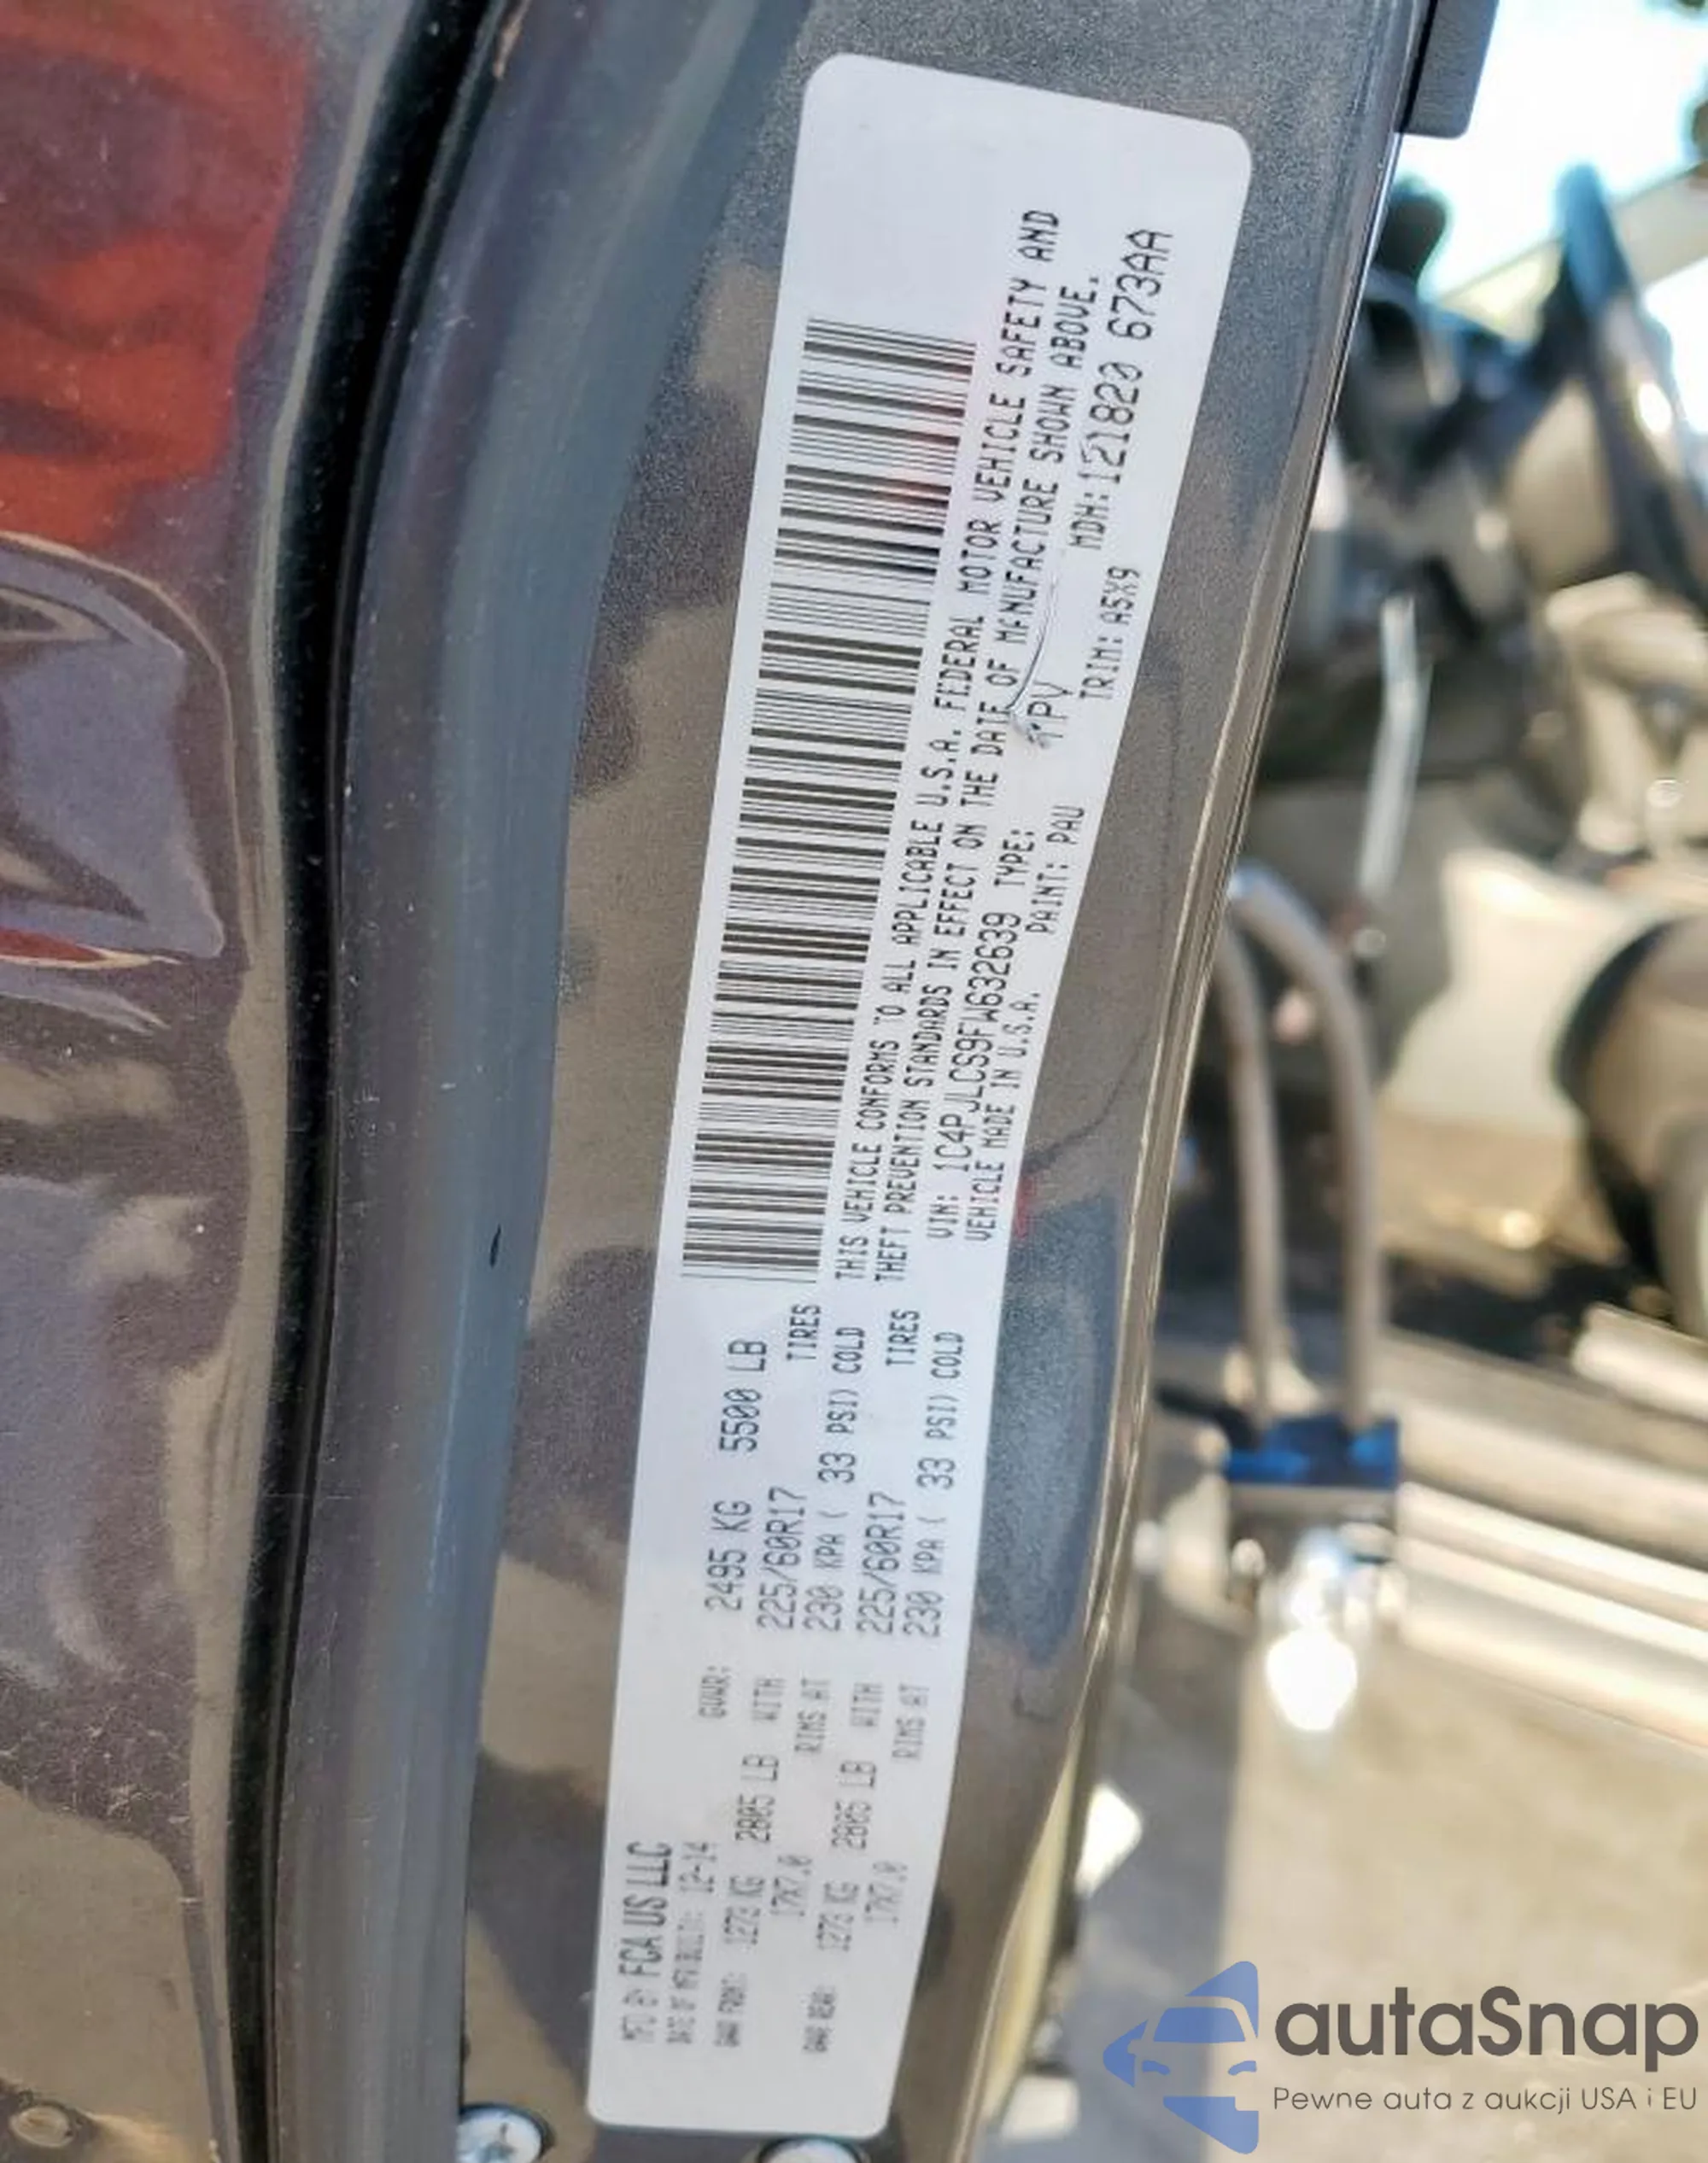 MFD BY FCA US LLC
DATE OF MFR/BUILT: 12-14
GVWR: 2495 KG 5500 LB
GAWR FRONT: 1273 KG 2805 LB WITH 225/60R17 TIRES
17X7.0 RIMS AT 230 KPA ( 33 PSI) COLD
GAWR REAR: 1273 KG 2805 LB WITH 225/60R17 TIRES
17X7.0 RIMS AT 230 KPA ( 33 PSI) COLD
THIS VEHICLE CONFORMS TO ALL APPLICABLE U.S.A. FEDERAL MOTOR VEHICLE SAFETY AND
THEFT PREVENTION STANDARDS IN EFFECT ON THE DATE OF MANUFACTURE SHOWN ABOVE.
VIN: 1C4PJLCS9FW632639 TYPE: MPV MDH:121820 673AA
VEHICLE MADE IN U.S.A. PAINT: PAU TRIM: A5X9
autaSnap
Pewne auta z aukcji USA i EU